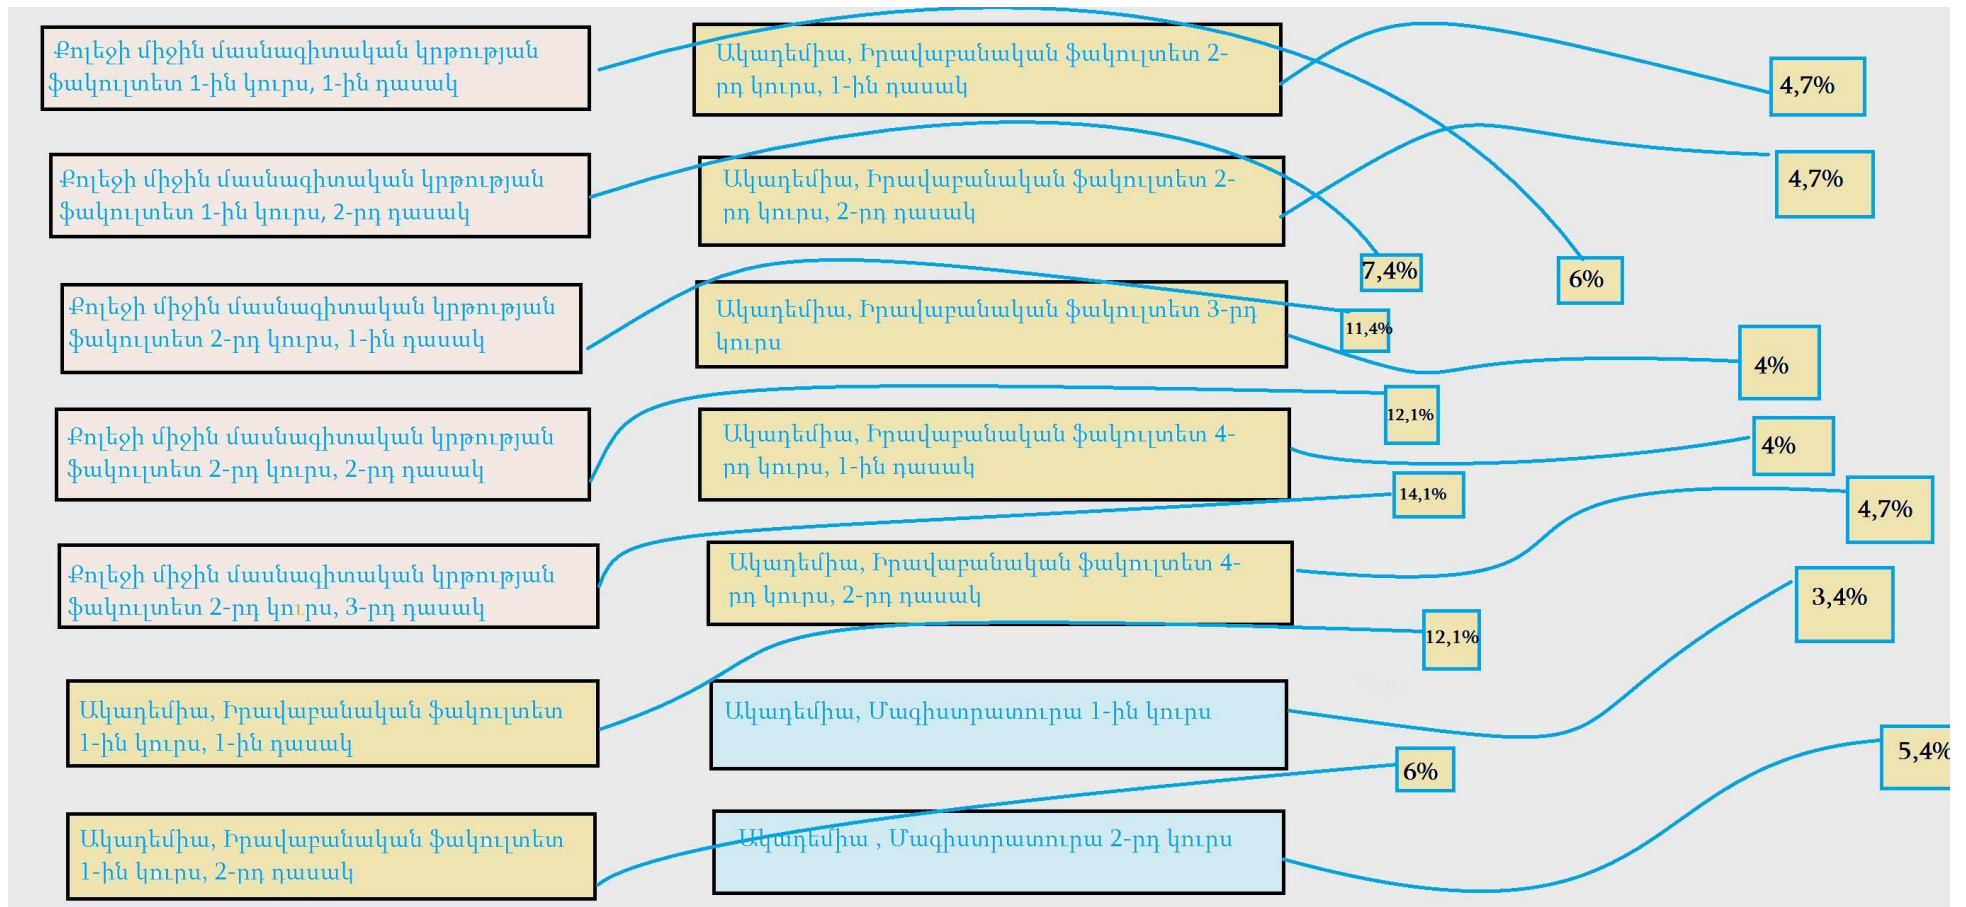 Քոլեջի միջին մասնագիտական կրթության
ֆակուլտետ 1-ին կուրս, 1-ին դասակ
Քոլեջի միջին մասնագիտական կրթության
ֆակուլտետ 1-ին կուրս, 2-րդ դասակ
Քոլեջի միջին մասնագիտական կրթության
ֆակուլտետ 2-րդ կուրս, 1-ին դասակ
Քոլեջի միջին մասնագիտական կրթության
ֆակուլտետ 2-րդ կուրս, 2-րդ դասակ
Քոլեջի միջին մասնագիտական կրթության
ֆակուլտետ 2-րդ կուրս, 3-րդ դասակ
Ակադեմիա, Իրավաբանական ֆակուլտետ
1-ին կուրս, 1-ին դասակ
Ակադեմիա, Իրավաբանական ֆակուլտետ
1-ին կուրս, 2-րդ դասակ
Ակադեմիա, Իրավաբանական ֆակուլտետ 2-
րդ կուրս, 1-ին դասակ
Ակադեմիա, Իրավաբանական ֆակուլտետ 2-
րդ կուրս, 2-րդ դասակ
Ակադեմիա, Իրավաբանական ֆակուլտետ 3-րդ
կուրս
Ակադեմիա, Իրավաբանական ֆակուլտետ 4-
րդ կուրս, 1-ին դասակ
Ակադեմիա, Իրավաբանական ֆակուլտետ 4-
րդ կուրս, 2-րդ դասակ
Ակադեմիա, Մագիստրատուրա 1-ին կուրս
Ակադեմիա , Մագիստրատուրա 2-րդ կուրս
7,4%
6%
11,4%
12,1%
14,1%
12,1%
6%
4,7%
4,7%
4%
4%
4,7%
3,4%
5,4%